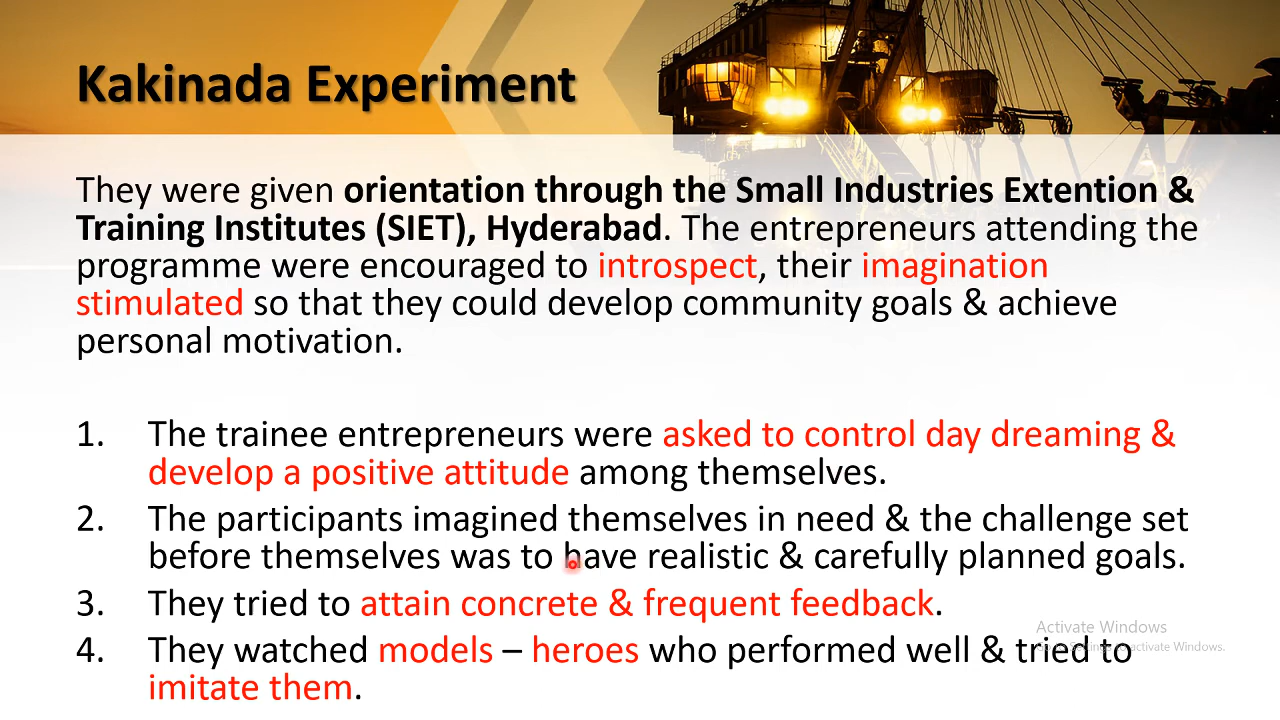 Kakinada Experiment
They were given orientation through the Small Industries Extention &
Training Institutes (SIET), Hyderabad. The entrepreneurs attending the
programme were encouraged to introspect, their imagination
stimulated so that they could develop community goals & achieve
personal motivation.
1. The trainee entrepreneurs were asked to control day dreaming &
develop a positive attitude among themselves.
2. The participants imagined themselves in need & the challenge set
before themselves was to have realistic & carefully planned goals.
3. They tried to attain concrete & frequent feedback.
4. They watched models – heroes who performed well & tried to
imitate them.
Activate Windows
to activate Windows.